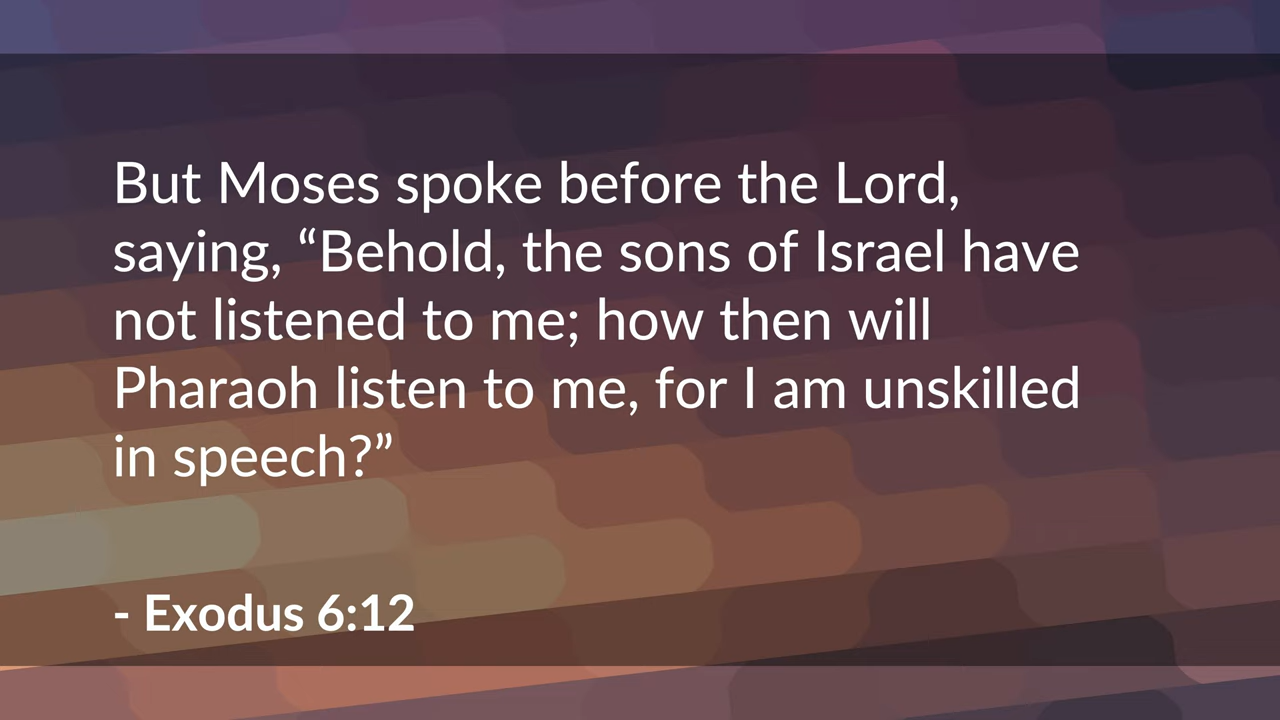 But Moses spoke before the Lord,
saying, “Behold, the sons of Israel have
not listened to me; how then will
Pharaoh listen to me, for I am unskilled
in speech?”
- Exodus 6:12